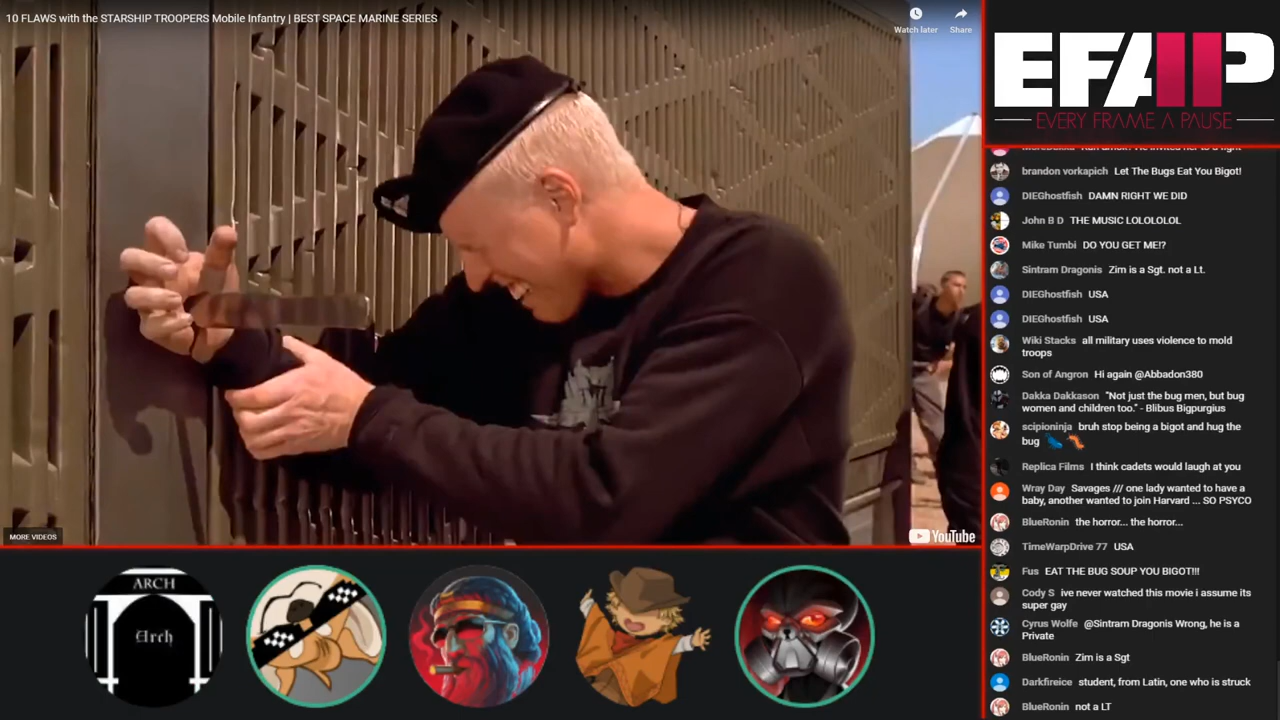 10 FLAWS with the STARSHIP TROOPERS Mobile Infantry | BEST SPACE MARINE SERIES
Watch later
Share
MORE VIDEOS
YouTube
EFAP
EVERY FRAME A PAUSE
brandon vorkapich Let The Bugs Eat You Bigot!
DIEGhostfish DAMN RIGHT WE DID
John B D THE MUSIC LOLOLOLOL
Mike Tumbi DO YOU GET ME!?
Sintram Dragonis Zim is a Sgt. not a Lt.
DIEGhostfish USA
DIEGhostfish USA
Wiki Stacks all military uses violence to mold
troops
Son of Angron Hi again @Abbadon380
Dakka Dakkason "Not just the bug men, but bug
women and children too." - Blibus Bigpurgius
scipioninja bruh stop being a bigot and hug the
bug
Replica Films I think cadets would laugh at you
Wray Day Savages /// one lady wanted to have a
baby, another wanted to join Harvard ... SO PSYCO
BlueRonin the horror... the horror...
TimeWarpDrive 77 USA
Fus EAT THE BUG SOUP YOU BIGOT!!!
Cody S ive never watched this movie i assume its
super gay
Cyrus Wolfe @Sintram Dragonis Wrong, he is a
Private
BlueRonin Zim is a Sgt
Darkfireice student, from Latin, one who is struck
BlueRonin not a LT
ARCH
Arch